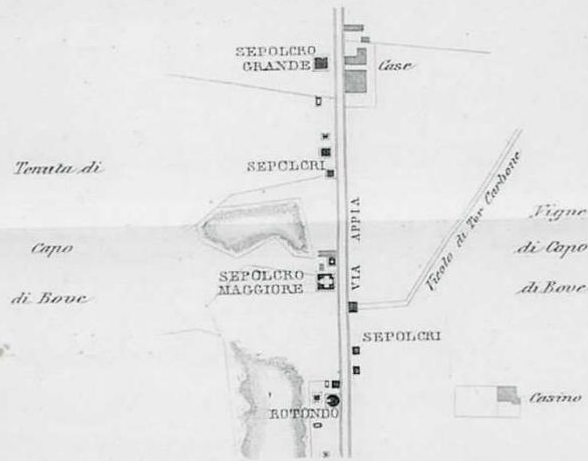 SEPOLCRO
GRANDE
Case
SEPOLCRI
Tenuta di
Capo
di Bove
VIA APPIA
Vicolo di Tor Carbone
Vigne
di Capo
di Bove
SEPOLCRO
MAGGIORE
SEPOLCRI
ROTONDO
Casino